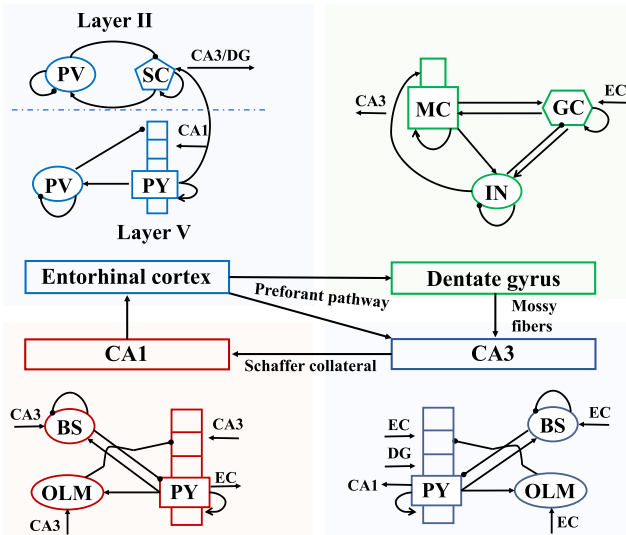 Layer II
PV
SC
CA3/DG
CA1
PV
PY
Layer V
CA3
MC
GC
EC
IN
Entorhinal cortex
Dentate gyrus
Preforant pathway
Mossy
fibers
CA1
Schaffer collateral
CA3
CA3
BS
CA3
EC
OLM
PY
CA3
EC
DG
CA1
PY
BS
EC
OLM
EC